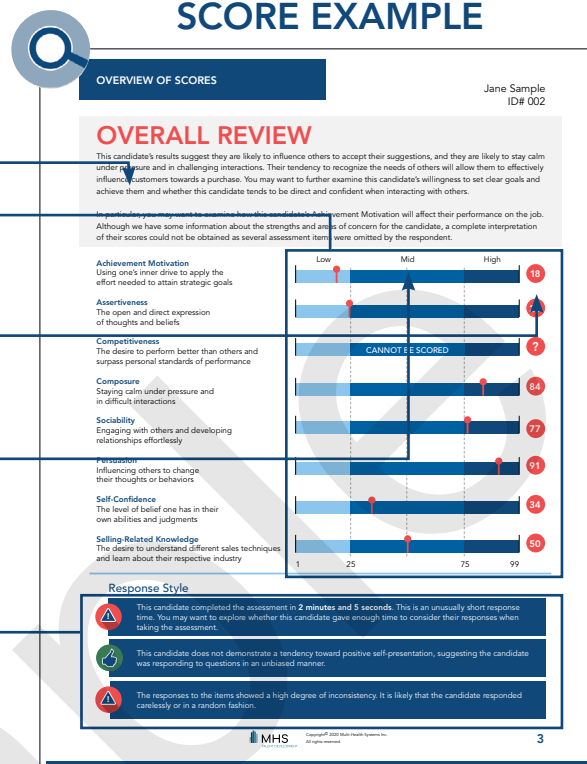 SCORE EXAMPLE
OVERVIEW OF SCORES
Jane Sample
ID# 002
OVERALL REVIEW
This candidate's results suggest they are likely to influence others to accept their suggestions, and they are likely to stay calm
under pressure and in challenging interactions. Their tendency to recognize the needs of others will allow them to effectively
influence customers towards a purchase. You may want to further examine this candidate's willingness to set clear goals and
achieve them and whether this candidate tends to be direct and confident when interacting with others.
In particular, you may want to examine how this candidate's Achievement Motivation will affect their performance on the job.
Although we have some information about the strengths and areas of concern for the candidate, a complete interpretation
of their scores could not be obtained as several assessment items were omitted by the respondent.
Low Mid High
Achievement Motivation
Using one's inner drive to apply the
effort needed to attain strategic goals
18
Assertiveness
The open and direct expression
of thoughts and beliefs
Competitiveness
The desire to perform better than others and
surpass personal standards of performance
CANNOT BE SCORED
?
Composure
Staying calm under pressure and
in difficult interactions
84
Sociability
Engaging with others and developing
relationships effortlessly
77
Persuasion
Influencing others to change
their thoughts or behaviors
91
Self-Confidence
The level of belief one has in their
own abilities and judgments
34
Selling-Related Knowledge
The desire to understand different sales techniques
and learn about their respective industry
50
1 25 75 99
Response Style
This candidate completed the assessment in 2 minutes and 5 seconds. This is an unusually short response
time. You may want to explore whether this candidate gave enough time to consider their responses when
taking the assessment.
This candidate does not demonstrate a tendency toward positive self-presentation, suggesting the candidate
was responding to questions in an unbiased manner.
The responses to the items showed a high degree of inconsistency. It is likely that the candidate responded
carelessly or in a random fashion.
MHS
Copyright© 2020 Multi-Health Systems Inc.
All rights reserved.
3